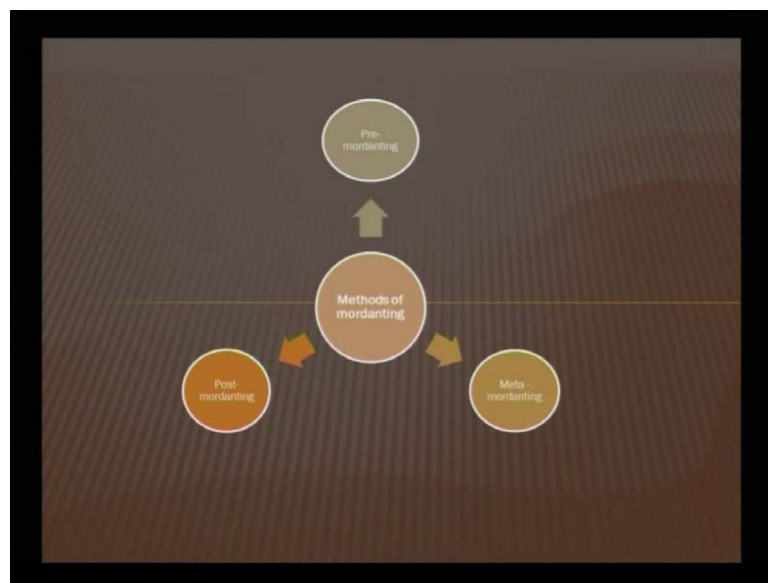 Pre-
mordanting
Methods of
mordanting
Post-
mordanting
Meta -
mordanting